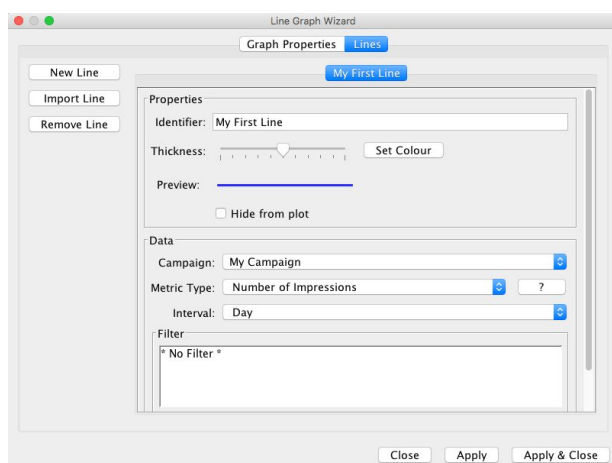 Line Graph Wizard
Graph Properties Lines
New Line
Import Line
Remove Line
My First Line
Properties
Identifier: My First Line
Thickness: Set Colour
Preview:
Hide from plot
Data
Campaign: My Campaign
Metric Type: Number of Impressions ?
Interval: Day
Filter
* No Filter *
Close Apply Apply & Close